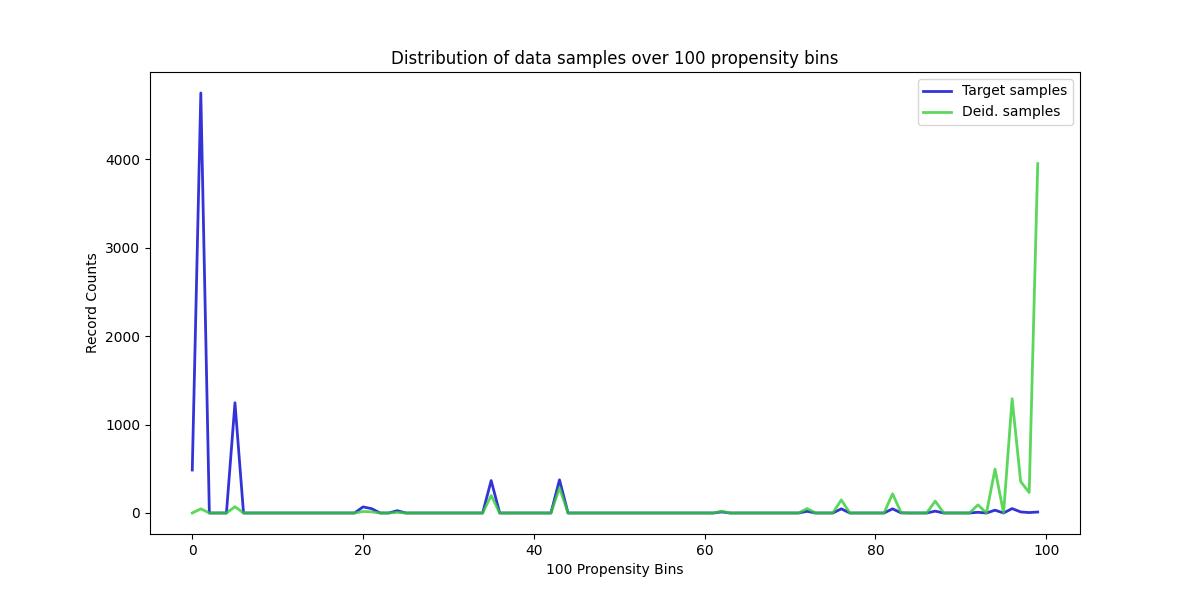 Distribution of data samples over 100 propensity bins
Target samples
Deid. samples
4000
3000
2000
1000
0
Record Counts
0 20 40 60 80 100
100 Propensity Bins